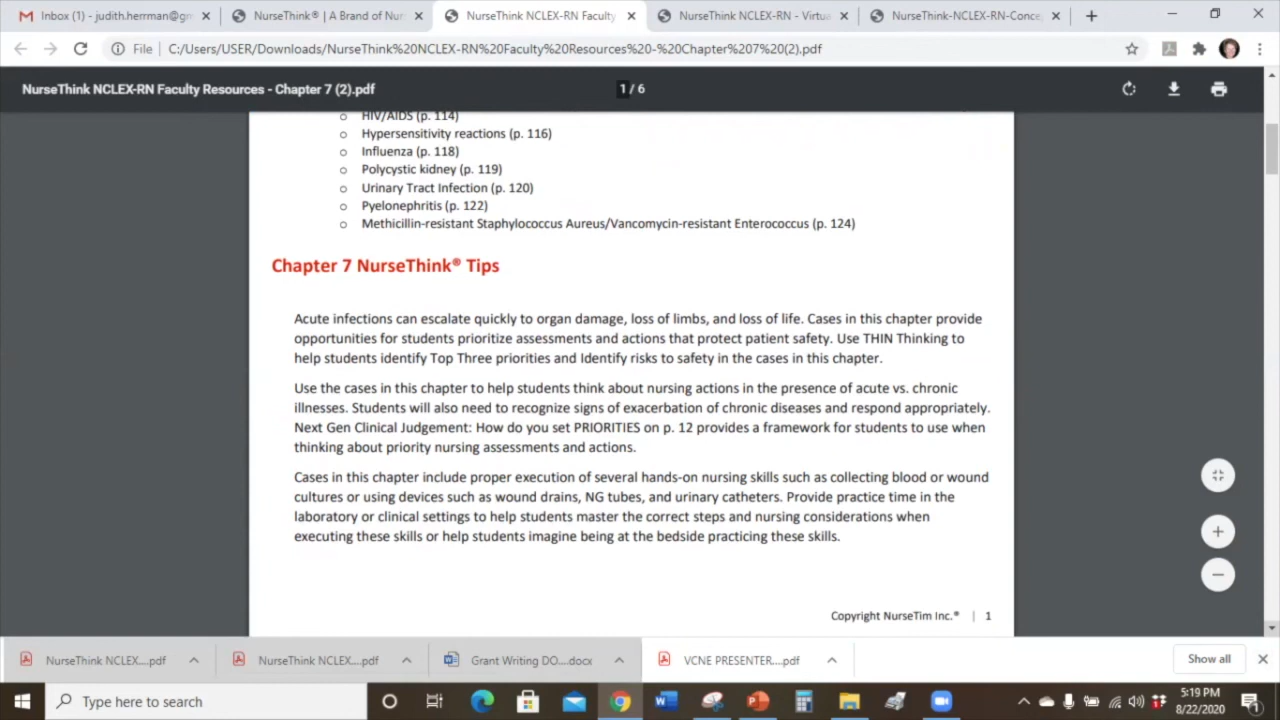 Inbox (1) - judith.herrman@gm
NurseThink® | A Brand of Nur
NurseThink NCLEX-RN Faculty
NurseThink NCLEX-RN - Virtua
NurseThink-NCLEX-RN-Conce
File | C:/Users/USER/Downloads/NurseThink%20NCLEX-RN%20Faculty%20Resources%20-%20Chapter%207%20(2).pdf
NurseThink NCLEX-RN Faculty Resources - Chapter 7 (2).pdf
1 / 6
o HIV/AIDS (p. 114)
o Hypersensitivity reactions (p. 116)
o Influenza (p. 118)
o Polycystic kidney (p. 119)
o Urinary Tract Infection (p. 120)
o Pyelonephritis (p. 122)
o Methicillin-resistant Staphylococcus Aureus/Vancomycin-resistant Enterococcus (p. 124)
Chapter 7 NurseThink® Tips
Acute infections can escalate quickly to organ damage, loss of limbs, and loss of life. Cases in this chapter provide
opportunities for students prioritize assessments and actions that protect patient safety. Use THIN Thinking to
help students identify Top Three priorities and Identify risks to safety in the cases in this chapter.
Use the cases in this chapter to help students think about nursing actions in the presence of acute vs. chronic
illnesses. Students will also need to recognize signs of exacerbation of chronic diseases and respond appropriately.
Next Gen Clinical Judgement: How do you set PRIORITIES on p. 12 provides a framework for students to use when
thinking about priority nursing assessments and actions.
Cases in this chapter include proper execution of several hands-on nursing skills such as collecting blood or wound
cultures or using devices such as wound drains, NG tubes, and urinary catheters. Provide practice time in the
laboratory or clinical settings to help students master the correct steps and nursing considerations when
executing these skills or help students imagine being at the bedside practicing these skills.
Copyright NurseTim Inc.® | 1
NurseThink NCLEX....pdf
NurseThink NCLEX....pdf
Grant Writing DO....docx
VCNE PRESENTER....pdf
Show all
Type here to search
5:19 PM
8/22/2020